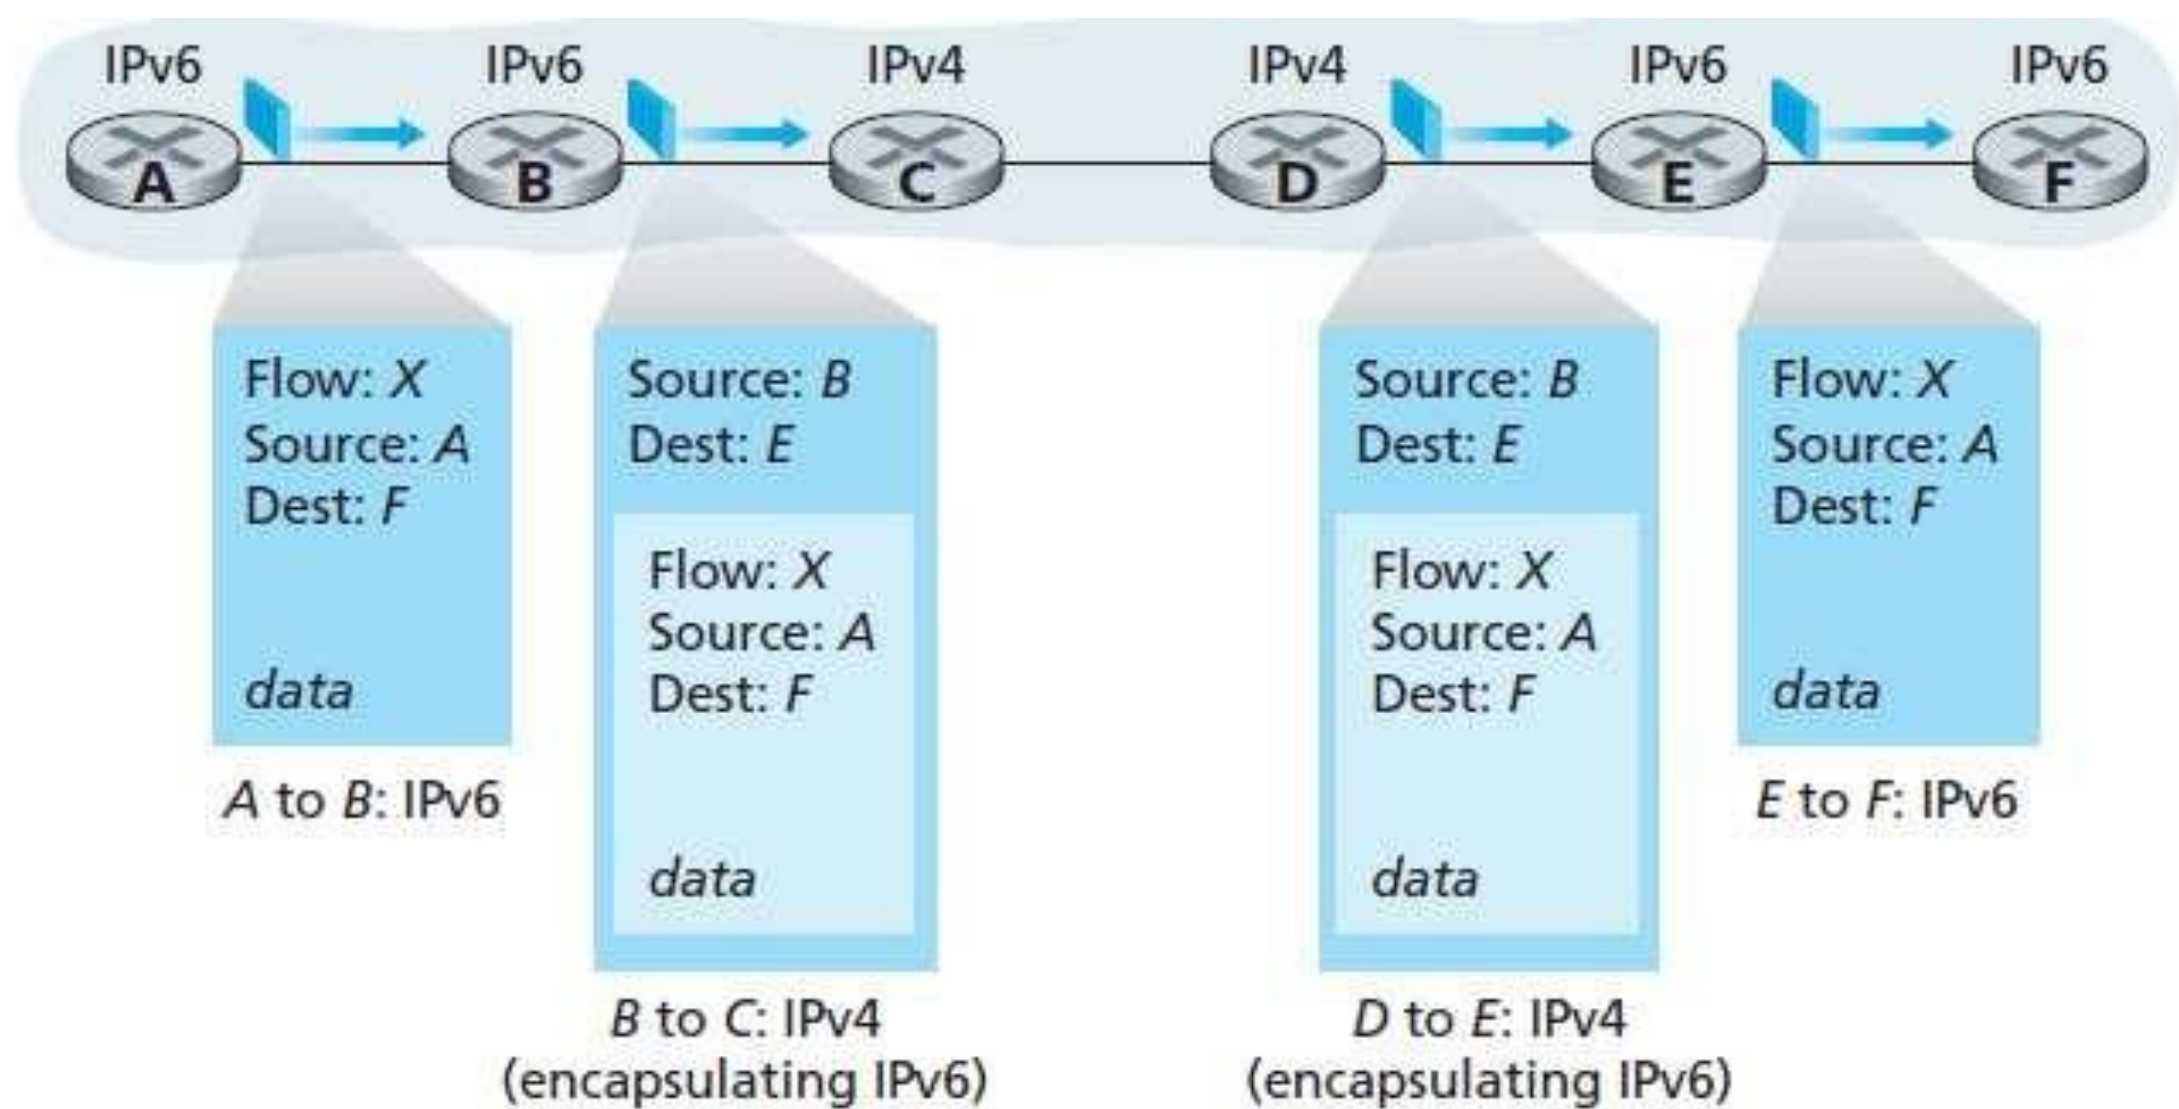 IPv6
IPv6
IPv4
IPv4
IPv6
IPv6
A
B
C
D
E
F
Flow: X
Source: A
Dest: F
data
A to B: IPv6
Source: B
Dest: E
Flow: X
Source: A
Dest: F
data
B to C: IPv4
(encapsulating IPv6)
Source: B
Dest: E
Flow: X
Source: A
Dest: F
data
D to E: IPv4
(encapsulating IPv6)
Flow: X
Source: A
Dest: F
data
E to F: IPv6